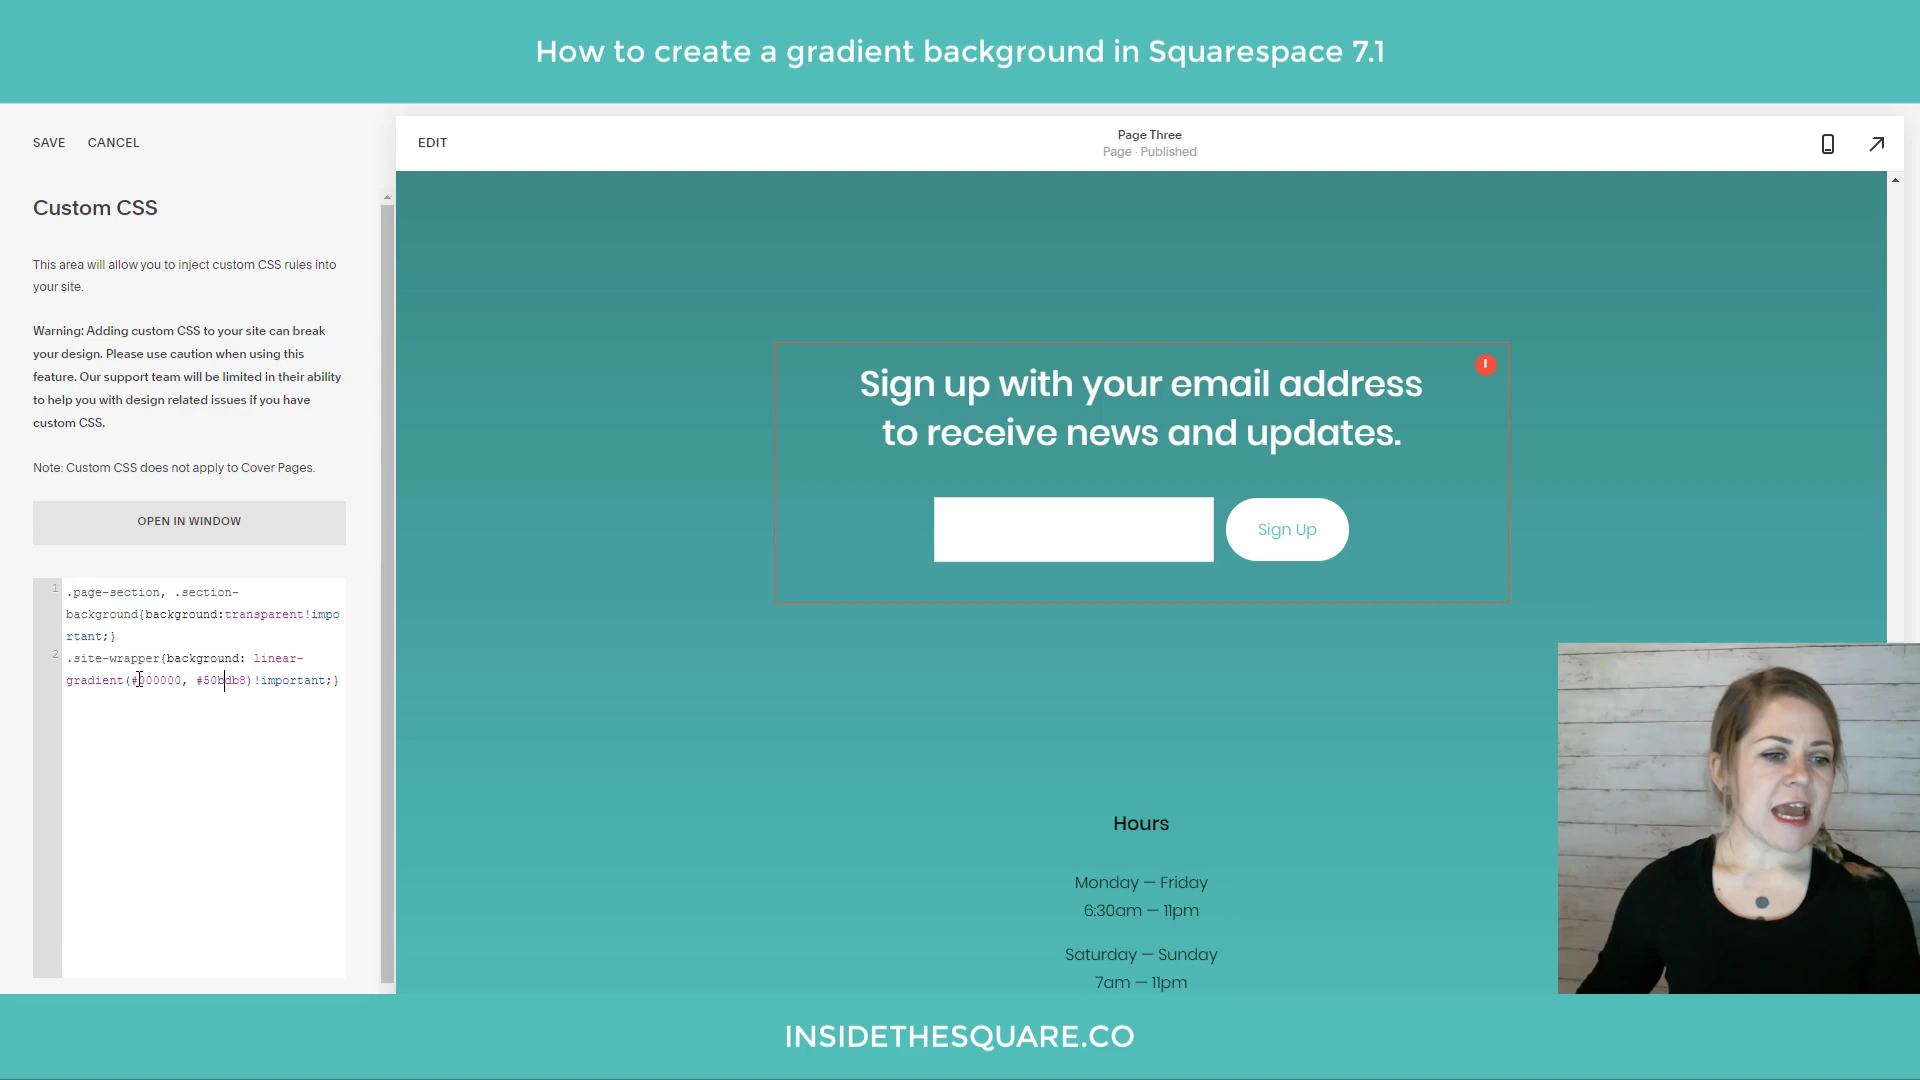 How to create a gradient background in Squarespace 7.1
SAVE CANCEL
EDIT
Page Three
Page · Published
Custom CSS
This area will allow you to inject custom CSS rules into
your site.
Warning: Adding custom CSS to your site can break
your design. Please use caution when using this
feature. Our support team will be limited in their ability
to help you with design related issues if you have
custom CSS.
Note: Custom CSS does not apply to Cover Pages.
OPEN IN WINDOW
1 .page-section, .section-
background{background:transparent!impo
rtant;}
2 .site-wrapper{background: linear-
gradient(#000000, #50bdb8)!important;}
Sign up with your email address
to receive news and updates.
Sign Up
Hours
Monday — Friday
6:30am — 11pm
Saturday — Sunday
7am — 11pm
INSIDETHESQUARE.CO